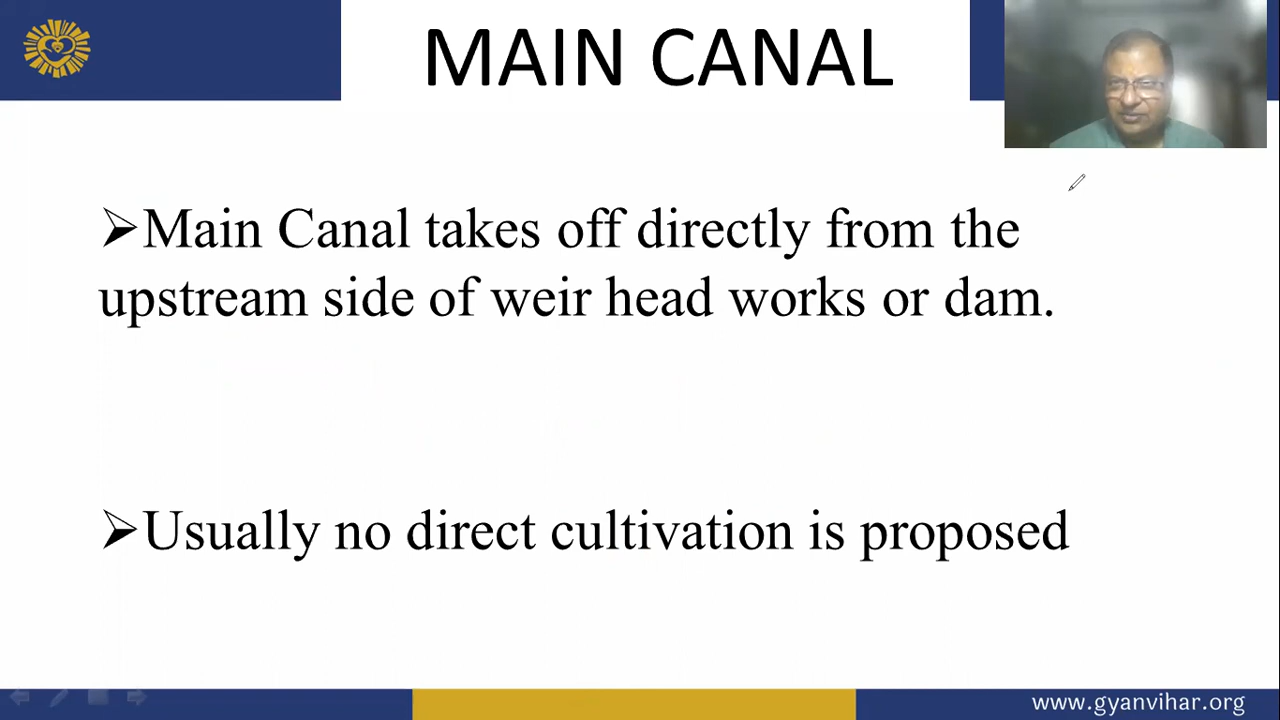 MAIN CANAL
➢Main Canal takes off directly from the
upstream side of weir head works or dam.
➢Usually no direct cultivation is proposed
www.gyanvihar.org